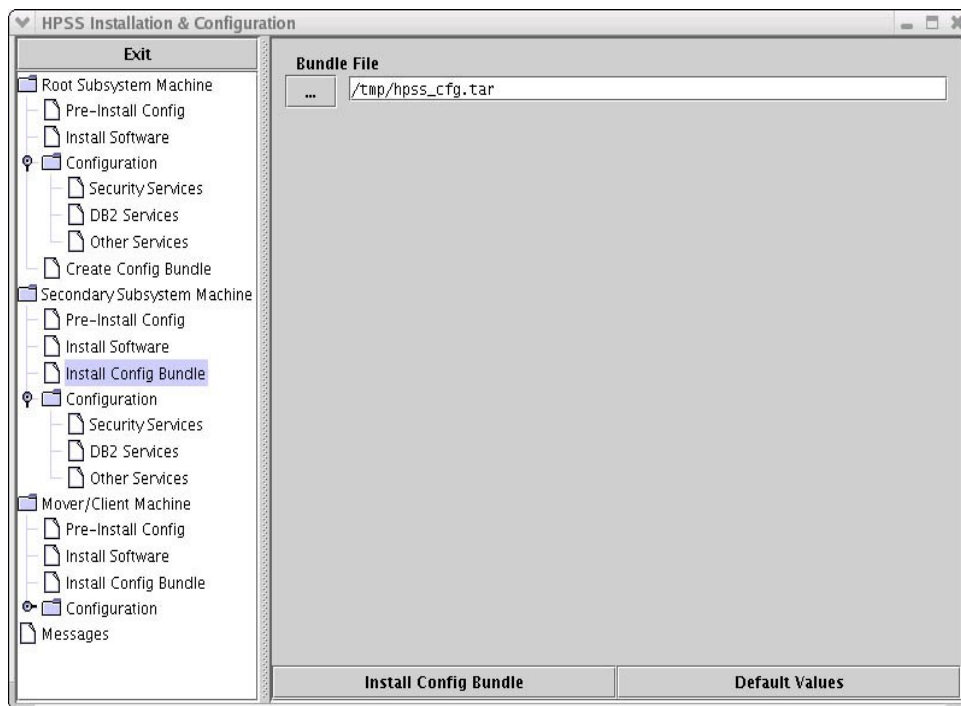 HPSS Installation & Configuration
Exit
Root Subsystem Machine
Pre-Install Config
Install Software
Configuration
Security Services
DB2 Services
Other Services
Create Config Bundle
Secondary Subsystem Machine
Pre-Install Config
Install Software
Install Config Bundle
Configuration
Security Services
DB2 Services
Other Services
Mover/Client Machine
Pre-Install Config
Install Software
Install Config Bundle
Configuration
Messages
Bundle File
... /tmp/hpss_cfg.tar
Install Config Bundle Default Values